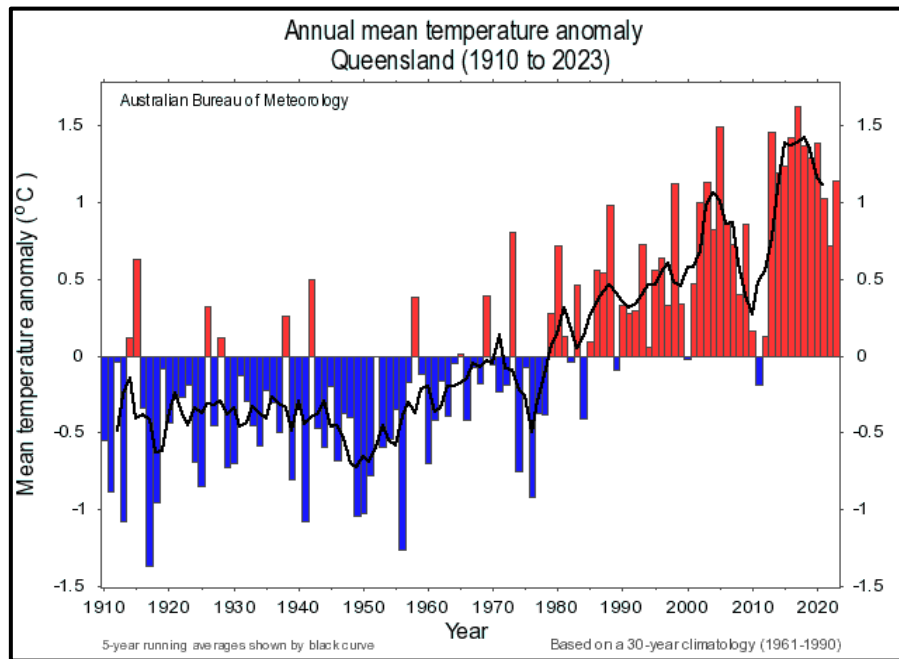 Annual mean temperature anomaly
Queensland (1910 to 2023)
Australian Bureau of Meteorology
Mean temperature anomaly (°C)
1.5
1
0.5
0
-0.5
-1
-1.5
1.5
1
0.5
0
-0.5
-1
-1.5
1910 1920 1930 1940 1950 1960 1970 1980 1990 2000 2010 2020
Year
5-year running averages shown by black curve
Based on a 30-year climatology (1961-1990)